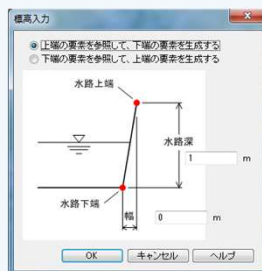 標高入力
上端の要素を参照して、下端の要素を生成する
下端の要素を参照して、上端の要素を生成する
水路上端
水路深
1 m
水路下端
幅
0 m
OK キャンセル ヘルプ